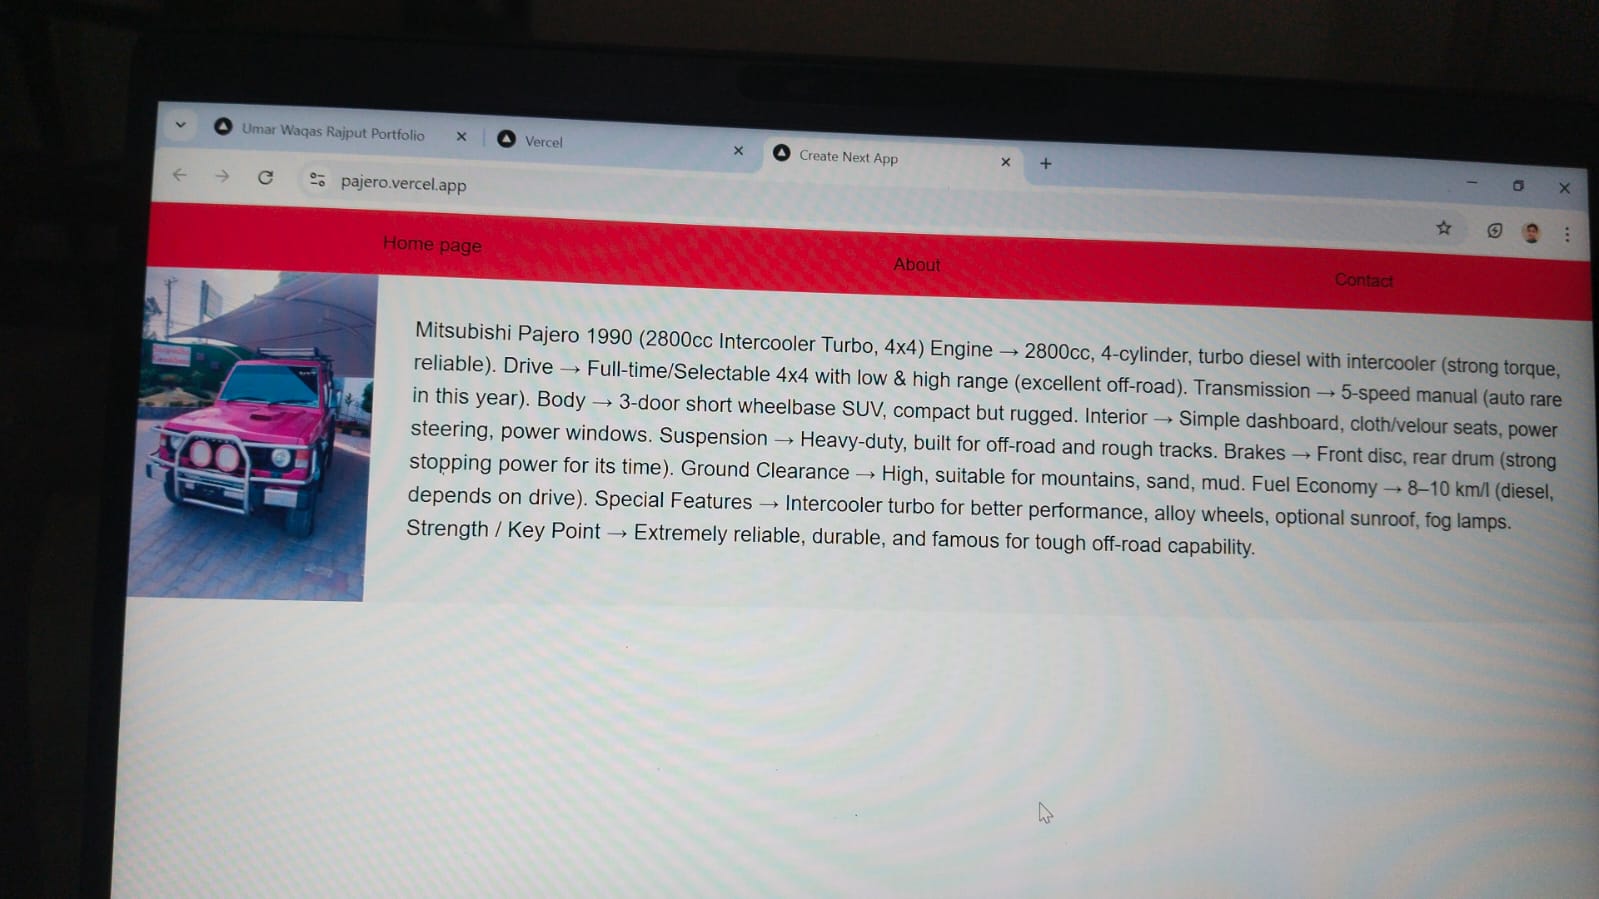 Umar Waqas Rajput Portfolio
Vercel
Create Next App
pajero.vercel.app
Home page
About
Contact
Mitsubishi Pajero 1990 (2800cc Intercooler Turbo, 4x4) Engine → 2800cc, 4-cylinder, turbo diesel with intercooler (strong torque,
reliable). Drive → Full-time/Selectable 4x4 with low & high range (excellent off-road). Transmission → 5-speed manual (auto rare
in this year). Body → 3-door short wheelbase SUV, compact but rugged. Interior → Simple dashboard, cloth/velour seats, power
steering, power windows. Suspension → Heavy-duty, built for off-road and rough tracks. Brakes → Front disc, rear drum (strong
stopping power for its time). Ground Clearance → High, suitable for mountains, sand, mud. Fuel Economy → 8–10 km/l (diesel,
depends on drive). Special Features → Intercooler turbo for better performance, alloy wheels, optional sunroof, fog lamps.
Strength / Key Point → Extremely reliable, durable, and famous for tough off-road capability.